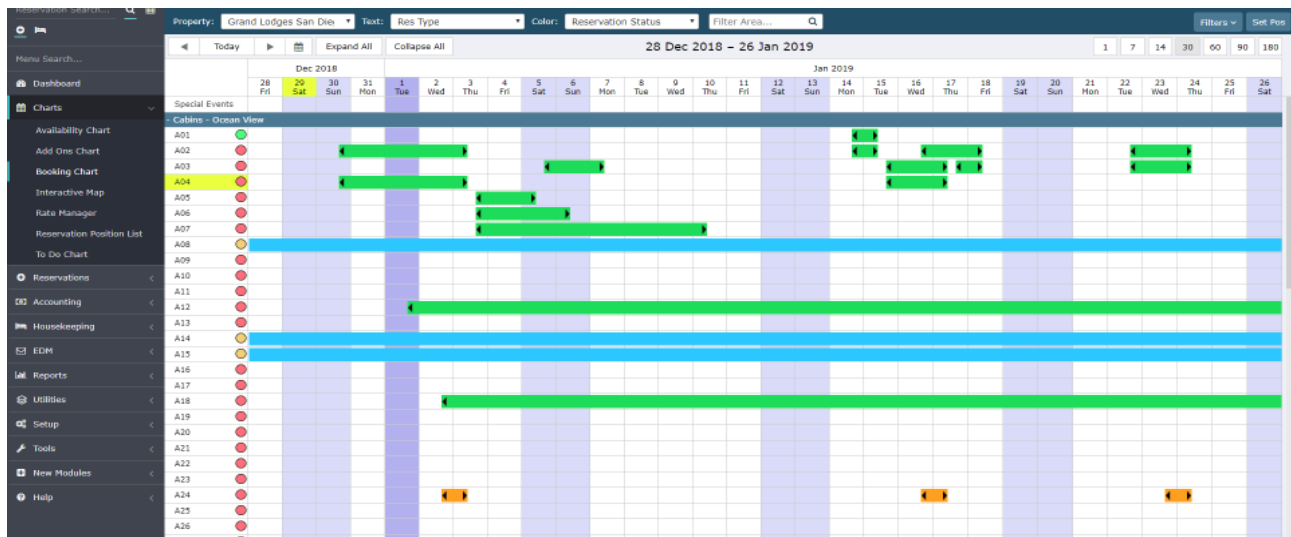 Reservation Search...
Property: Grand Lodges San Die Text: Res Type Color: Reservation Status Filter Area... Filters Set Pos
Menu Search...
Today Expand All Collapse All 28 Dec 2018 – 26 Jan 2019 1 7 14 30 60 90 180
Dec 2018 Jan 2019
28 29 30 31 1 2 3 4 5 6 7 8 9 10 11 12 13 14 15 16 17 18 19 20 21 22 23 24 25 26
Fri Sat Sun Mon Tue Wed Thu Fri Sat Sun Mon Tue Wed Thu Fri Sat Sun Mon Tue Wed Thu Fri Sat Sun Mon Tue Wed Thu Fri Sat
Special Events
- Cabins - Ocean View
A01
A02
A03
A04
A05
A06
A07
A08
A09
A10
A11
A12
A13
A14
A15
A16
A17
A18
A19
A20
A21
A22
A23
A24
A25
A26
Dashboard
Charts
Availability Chart
Add Ons Chart
Booking Chart
Interactive Map
Rate Manager
Reservation Position List
To Do Chart
Reservations
Accounting
Housekeeping
EDM
Reports
Utilities
Setup
Tools
New Modules
Help